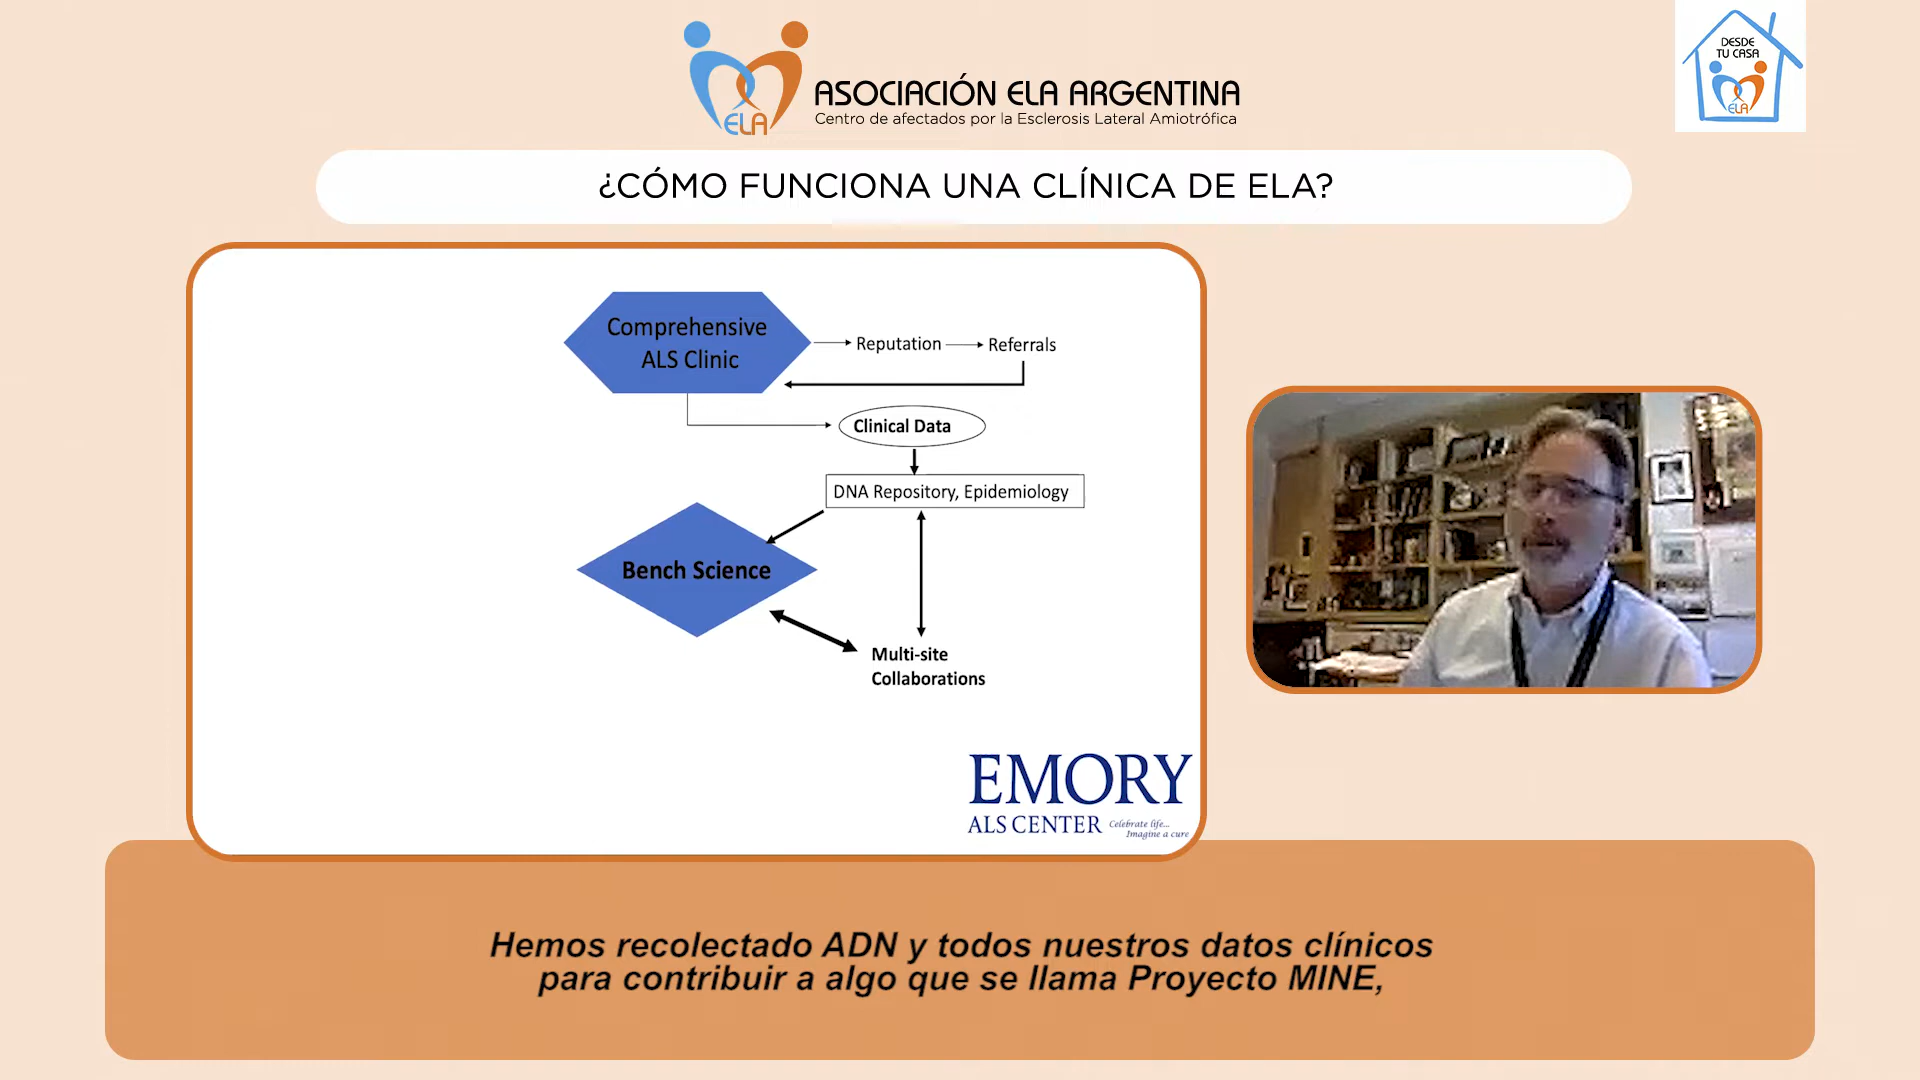 ELA
ASOCIACIÓN ELA ARGENTINA
Centro de afectados por la Esclerosis Lateral Amiotrófica
DESDE
TU CASA
ELA
¿CÓMO FUNCIONA UNA CLÍNICA DE ELA?
Comprehensive
ALS Clinic
Reputation
Referrals
Clinical Data
DNA Repository, Epidemiology
Bench Science
Multi-site
Collaborations
EMORY
ALS CENTER
Celebrate life...
Imagine a cure
Hemos recolectado ADN y todos nuestros datos clínicos
para contribuir a algo que se llama Proyecto MINE,